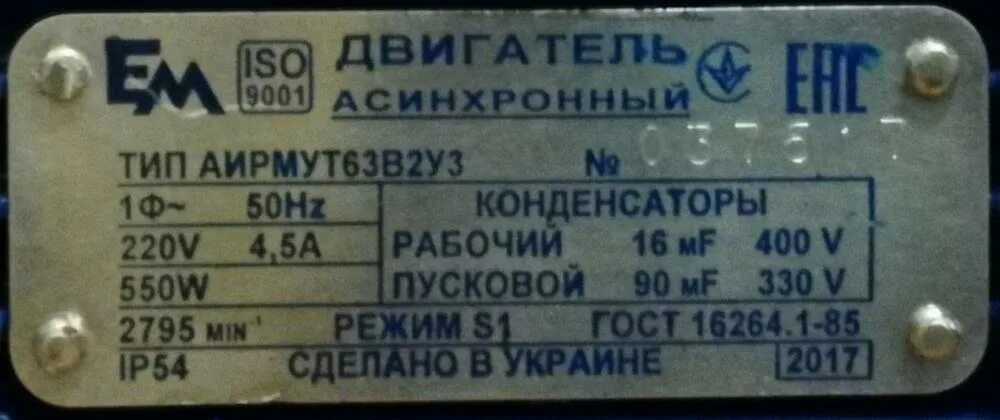 ЕМ ISO 9001 ДВИГАТЕЛЬ АСИНХРОННЫЙ ЕАС
ТИП АИРМУТ63В2У3 №
1Ф~ 50Hz КОНДЕНСАТОРЫ
220V 4,5А РАБОЧИЙ 16 мF 400 V
550W ПУСКОВОЙ 90 мF 330 V
2795 MIN⁻¹ РЕЖИМ S1 ГОСТ 16264.1-85
IP54 СДЕЛАНО В УКРАИНЕ 2017